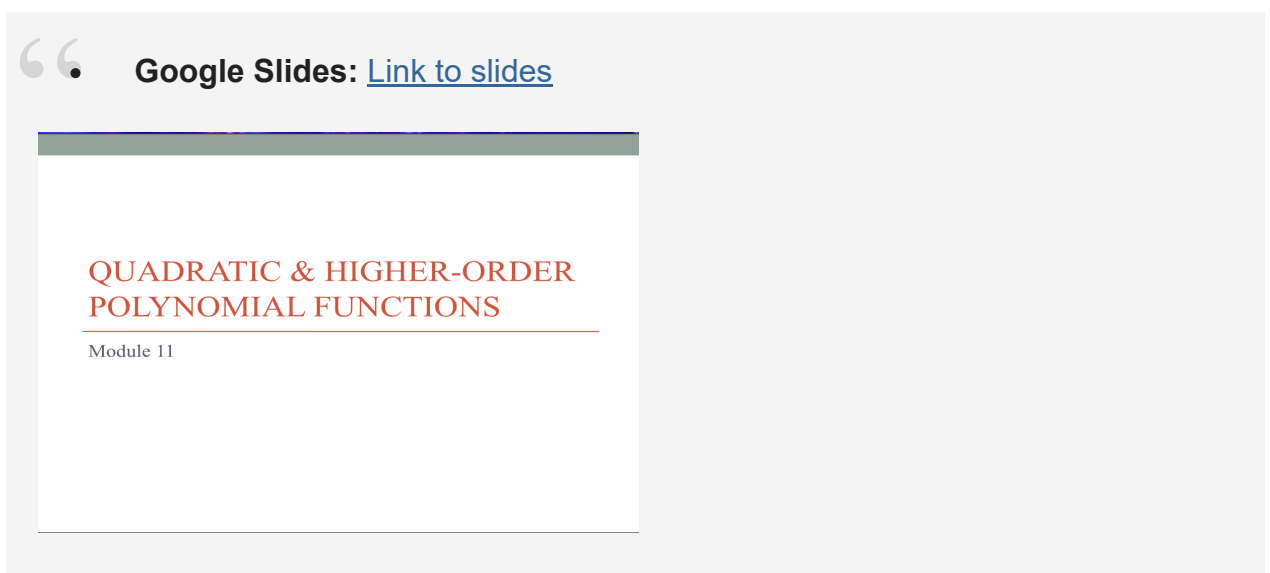 “
• Google Slides: Link to slides
QUADRATIC & HIGHER-ORDER
POLYNOMIAL FUNCTIONS
Module 11